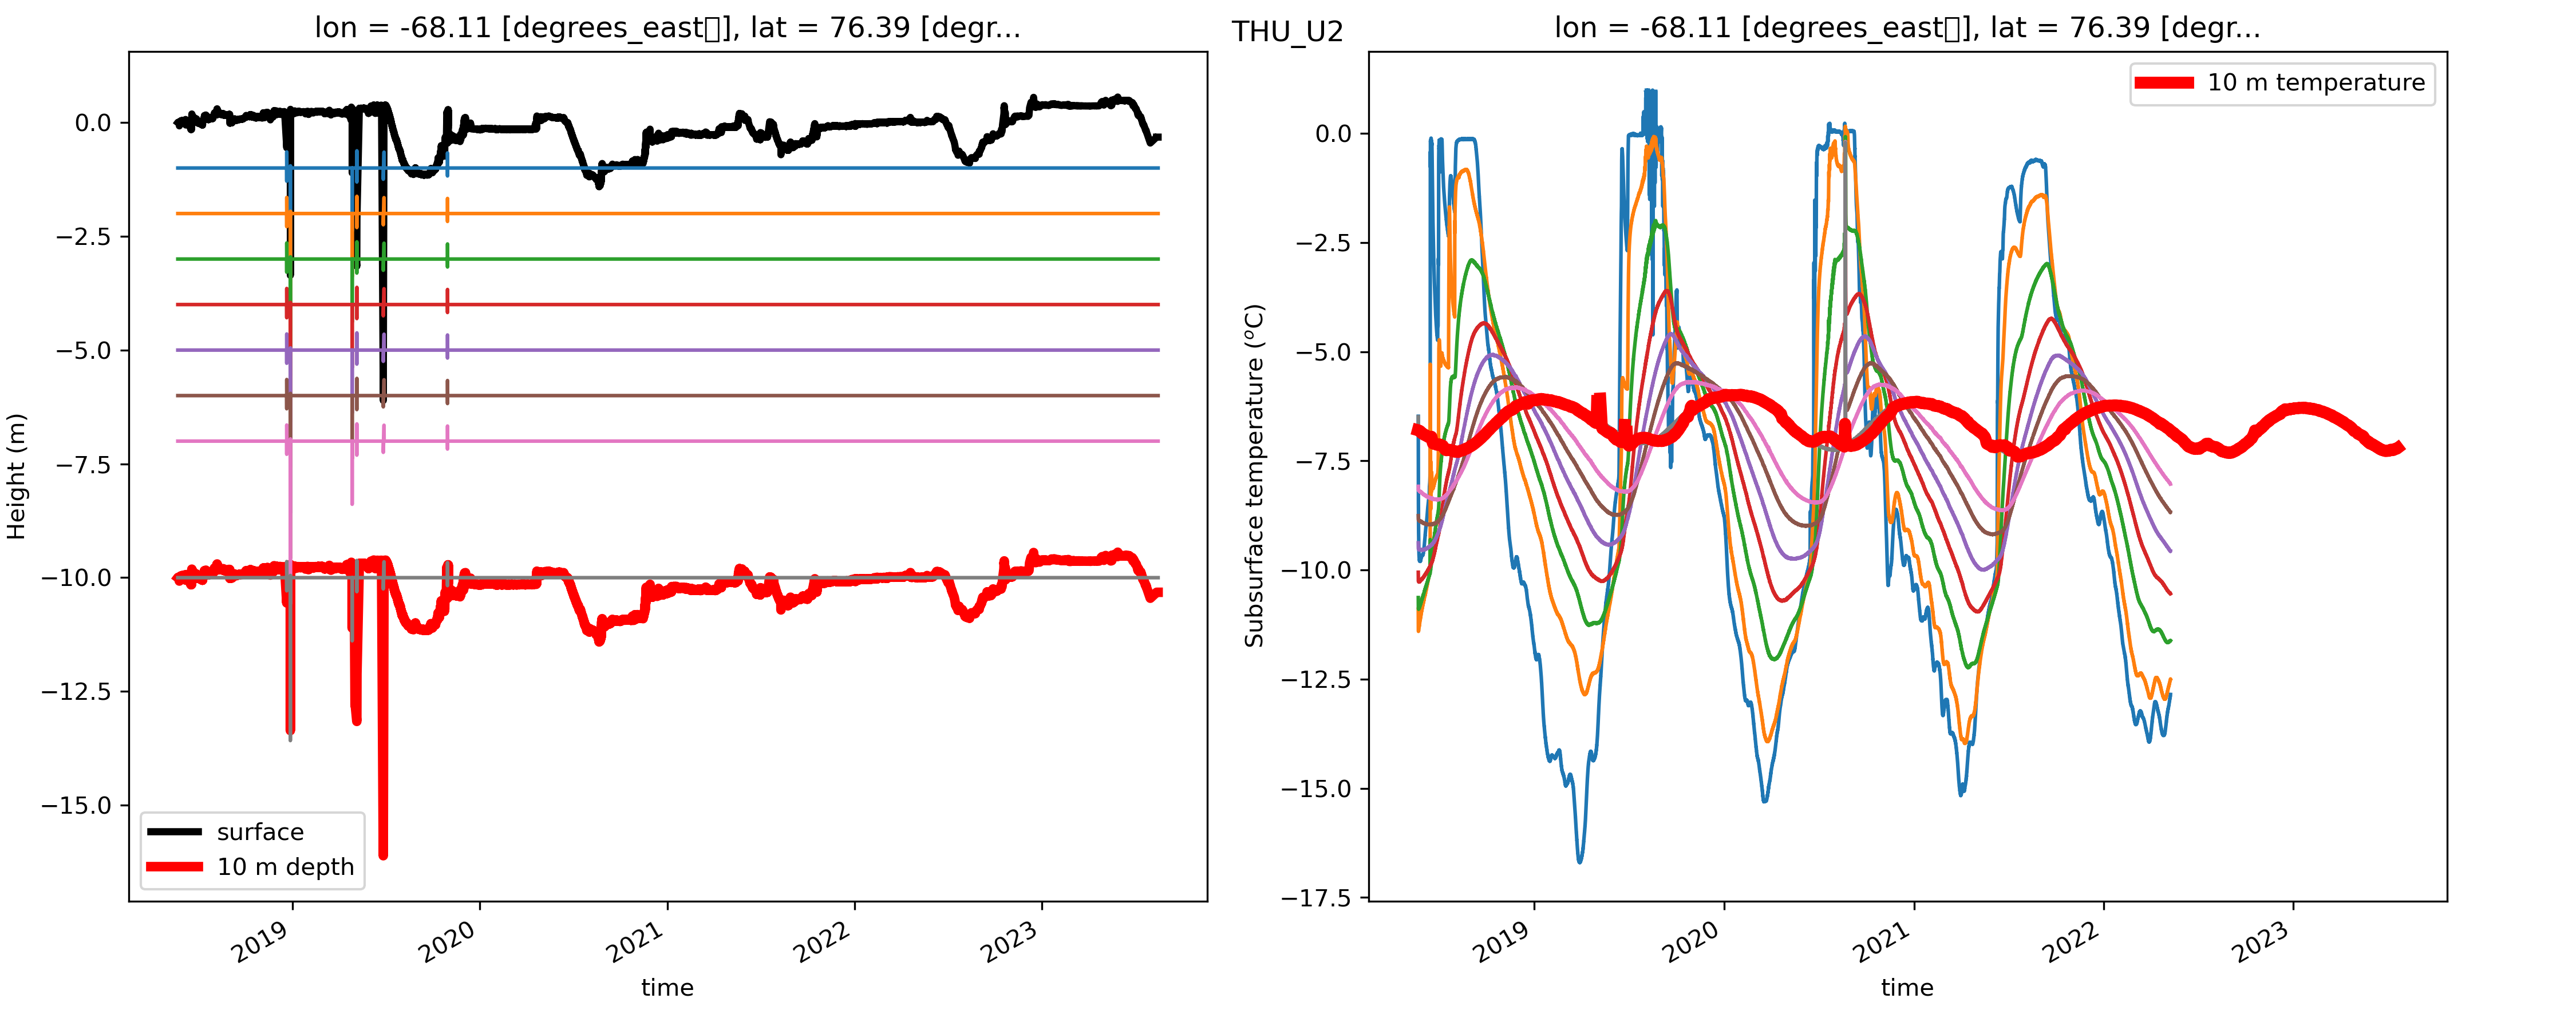 THU_U2
lon = -68.11 [degrees_east▯], lat = 76.39 [degr...
0.0
−2.5
−5.0
−7.5
−10.0
−12.5
−15.0
Height (m)
surface
10 m depth
2019
2020
2021
2022
2023
time
lon = -68.11 [degrees_east▯], lat = 76.39 [degr...
10 m temperature
0.0
−2.5
−5.0
−7.5
−10.0
−12.5
−15.0
−17.5
Subsurface temperature (°C)
2019
2020
2021
2022
2023
time